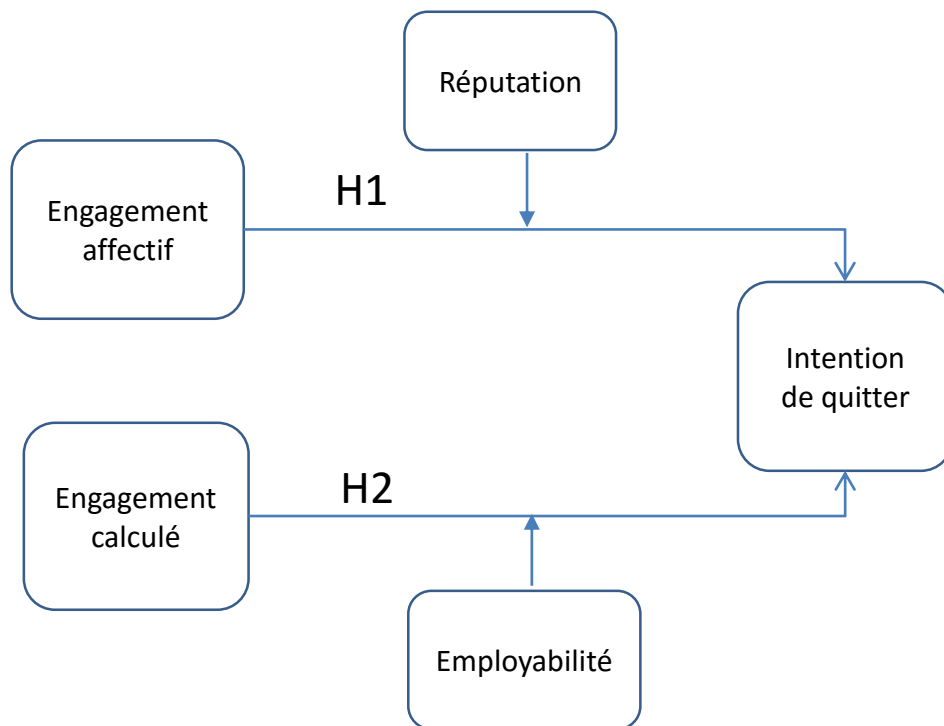 Réputation
H1
Engagement
affectif
Intention
de quitter
H2
Engagement
calculé
Employabilité